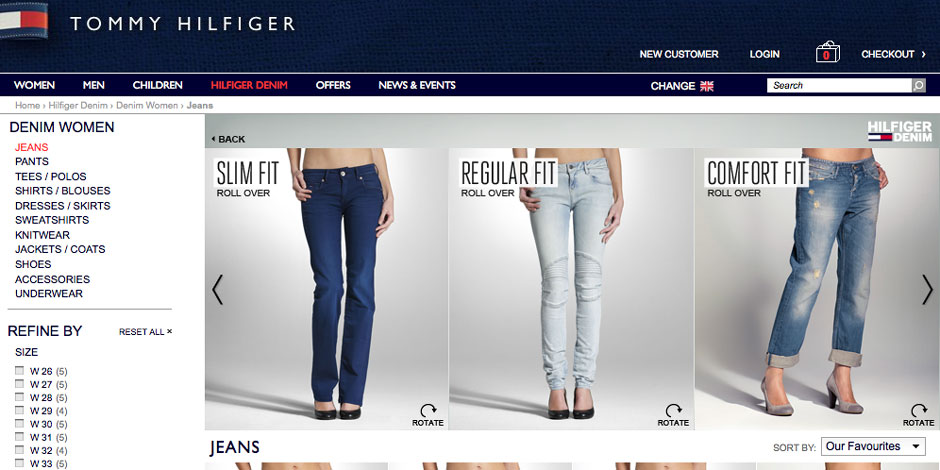 TOMMY HILFIGER
NEW CUSTOMER LOGIN 0 CHECKOUT ›
WOMEN MEN CHILDREN HILFIGER DENIM OFFERS NEWS & EVENTS CHANGE Search
Home › Hilfiger Denim › Denim Women › Jeans
DENIM WOMEN
JEANS
PANTS
TEES / POLOS
SHIRTS / BLOUSES
DRESSES / SKIRTS
SWEATSHIRTS
KNITWEAR
JACKETS / COATS
SHOES
ACCESSORIES
UNDERWEAR
REFINE BY RESET ALL ×
SIZE
W 26 (5)
W 27 (5)
W 28 (5)
W 29 (4)
W 30 (5)
W 31 (5)
W 32 (4)
W 33 (5)
BACK
HILFIGER
DENIM
SLIM FIT
ROLL OVER
ROTATE
REGULAR FIT
ROLL OVER
ROTATE
COMFORT FIT
ROLL OVER
ROTATE
JEANS
SORT BY: Our Favourites